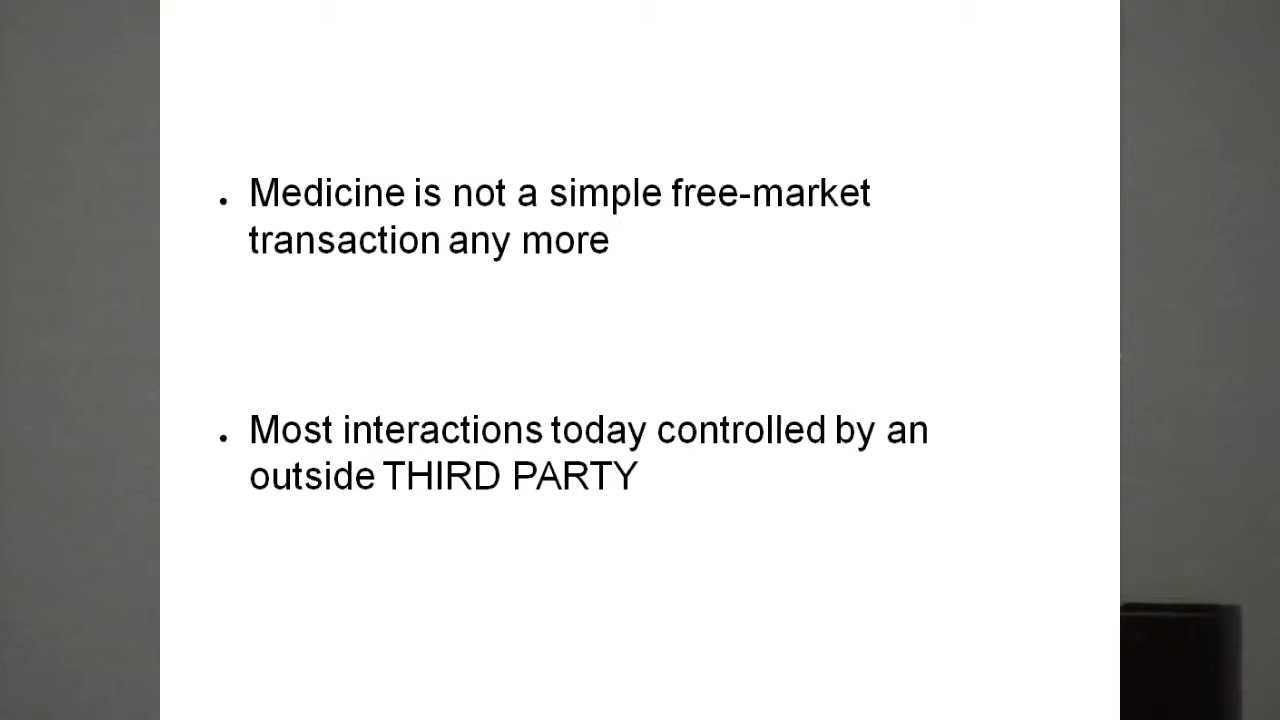 • Medicine is not a simple free-market
transaction any more
• Most interactions today controlled by an
outside THIRD PARTY